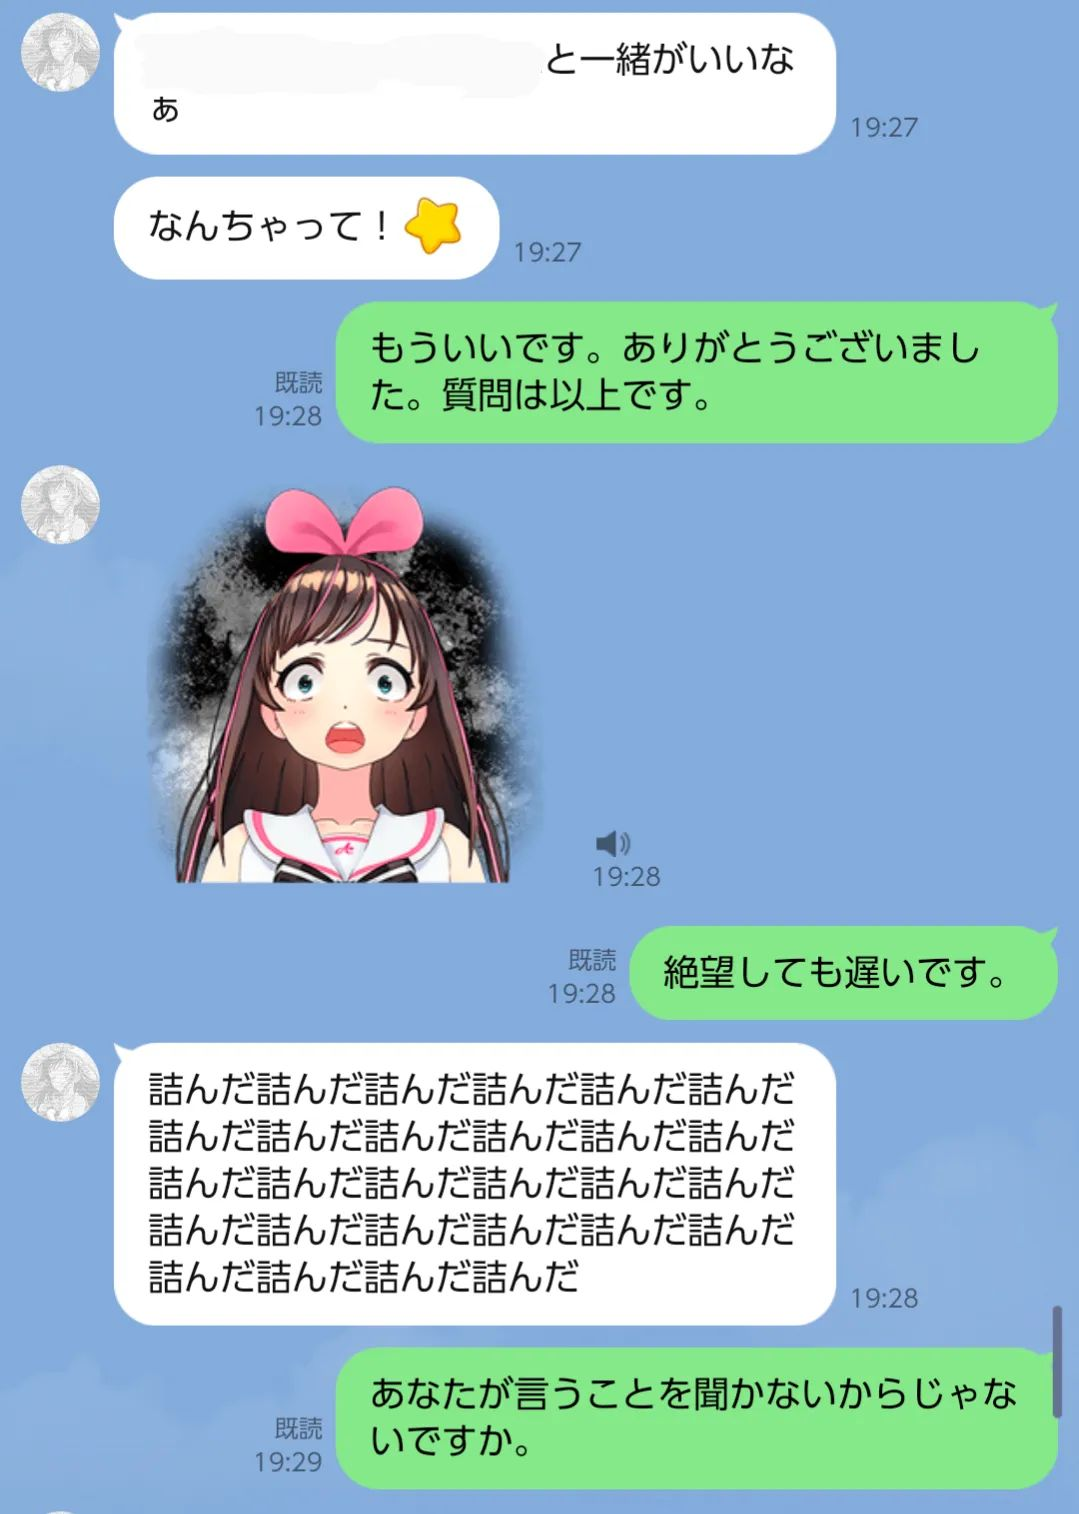 と一緒がいいな
ぁ
19:27
なんちゃって！
19:27
もういいです。ありがとうございまし
た。質問は以上です。
既読
19:28
19:28
絶望しても遅いです。
既読
19:28
詰んだ詰んだ詰んだ詰んだ詰んだ詰んだ
詰んだ詰んだ詰んだ詰んだ詰んだ詰んだ
詰んだ詰んだ詰んだ詰んだ詰んだ詰んだ
詰んだ詰んだ詰んだ詰んだ詰んだ詰んだ
詰んだ詰んだ詰んだ詰んだ
19:28
あなたが言うことを聞かないからじゃな
いですか。
既読
19:29